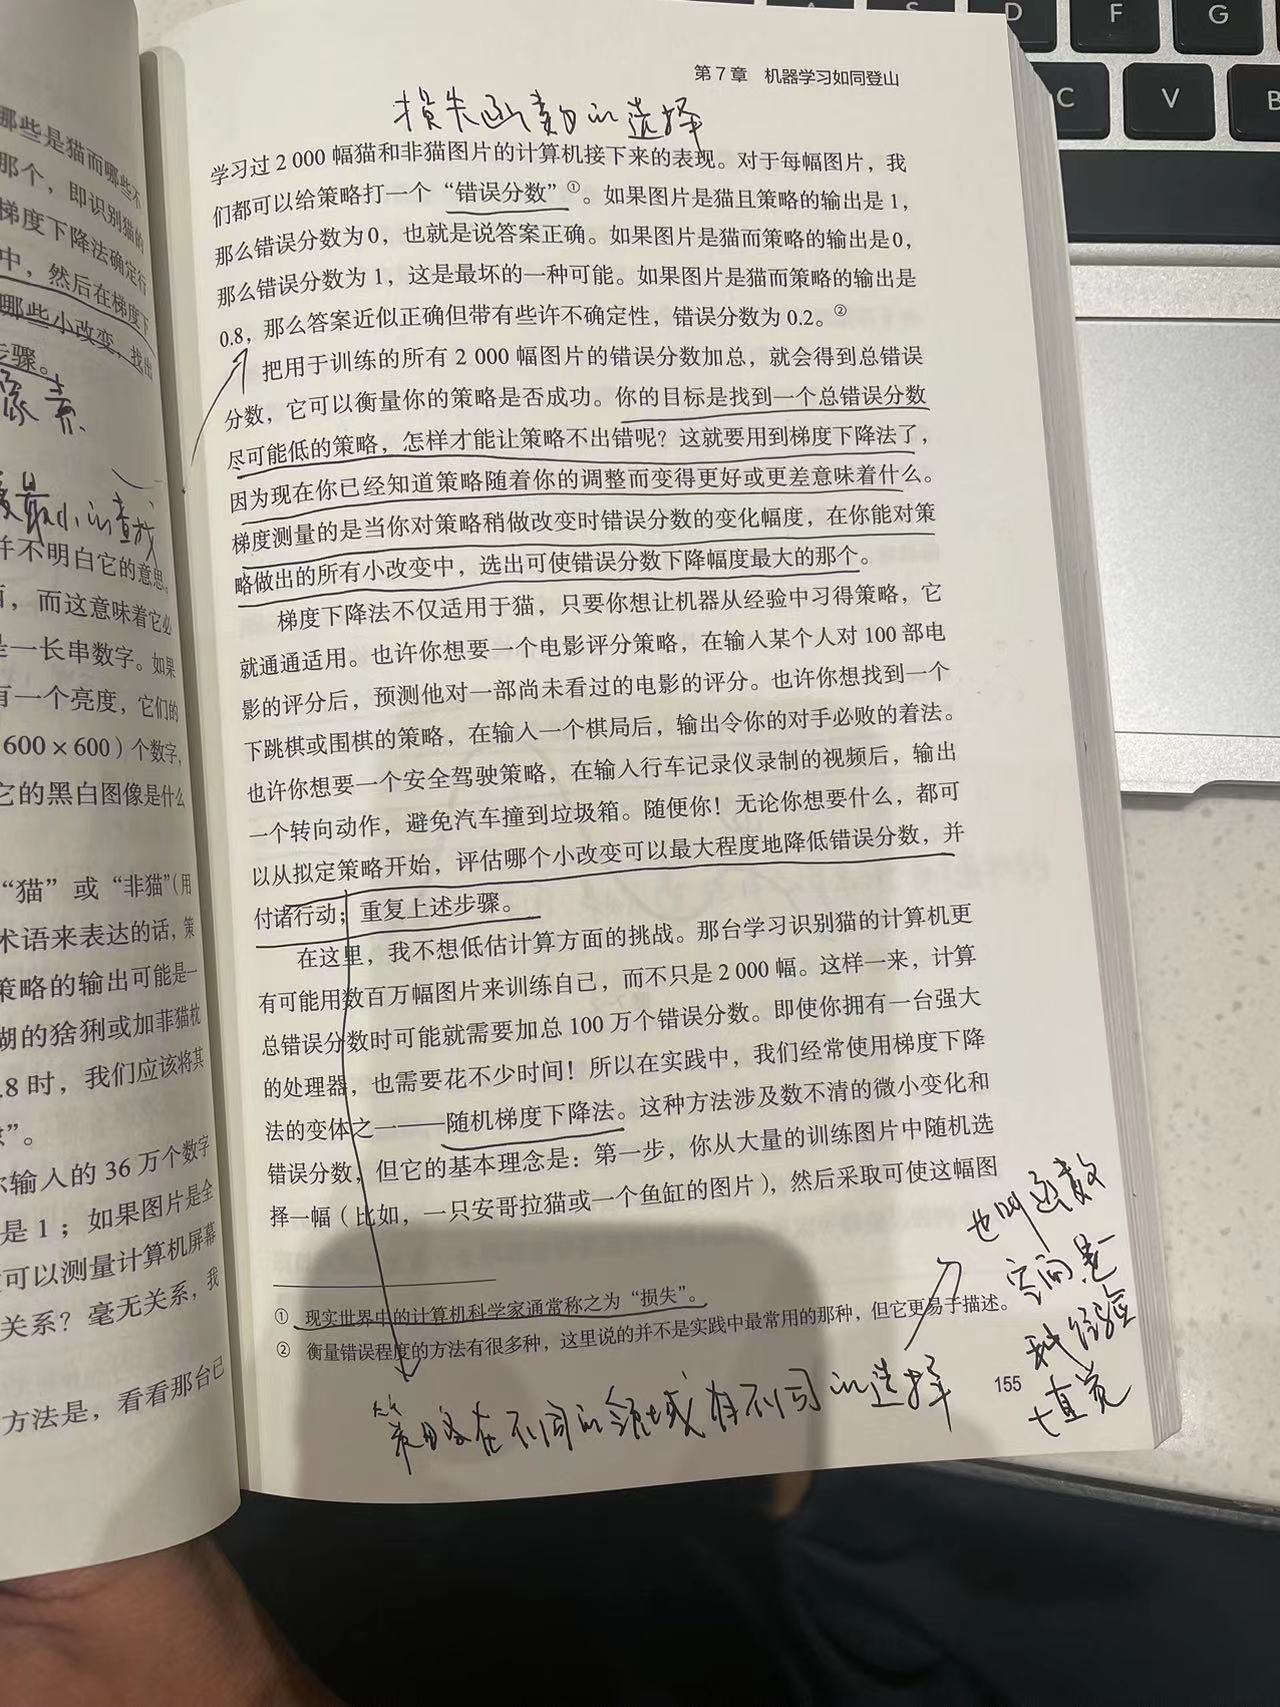 S
D
F
G
C
V
B
哪些是猫而哪些不
那个，即识别猫的
梯度下降法确定行
中，然后在梯度下
哪些小改变，找出
步骤。
像素
最小的查找
并不明白它的意思。
而这意味着它必
是一长串数字。如果
有一个亮度，它们的
600×600）个数字，
它的黑白图像是什么
“猫”或“非猫”（用
术语来表达的话，策
策略的输出可能是一
糊的猞猁或加菲猫枕
.8时，我们应该将其
”。
输入的36万个数字
是1；如果图片是全
可以测量计算机屏幕
关系？毫无关系，我
方法是，看看那台已
第7章 机器学习如同登山
损失函数的选择
学习过2 000幅猫和非猫图片的计算机接下来的表现。对于每幅图片，我
们都可以给策略打一个“错误分数”①。如果图片是猫且策略的输出是1，
那么错误分数为0，也就是说答案正确。如果图片是猫而策略的输出是0，
那么错误分数为1，这是最坏的一种可能。如果图片是猫而策略的输出是
0.8，那么答案近似正确但带有些许不确定性，错误分数为0.2。②
把用于训练的所有2 000幅图片的错误分数加总，就会得到总错误
分数，它可以衡量你的策略是否成功。你的目标是找到一个总错误分数
尽可能低的策略，怎样才能让策略不出错呢？这就要用到梯度下降法了，
因为现在你已经知道策略随着你的调整而变得更好或更差意味着什么。
梯度测量的是当你对策略稍做改变时错误分数的变化幅度，在你能对策
略做出的所有小改变中，选出可使错误分数下降幅度最大的那个。
梯度下降法不仅适用于猫，只要你想让机器从经验中习得策略，它
就通通适用。也许你想要一个电影评分策略，在输入某个人对100部电
影的评分后，预测他对一部尚未看过的电影的评分。也许你想找到一个
下跳棋或围棋的策略，在输入一个棋局后，输出令你的对手必败的着法。
也许你想要一个安全驾驶策略，在输入行车记录仪录制的视频后，输出
一个转向动作，避免汽车撞到垃圾箱。随便你！无论你想要什么，都可
以从拟定策略开始，评估哪个小改变可以最大程度地降低错误分数，并
付诸行动；重复上述步骤。
在这里，我不想低估计算方面的挑战。那台学习识别猫的计算机更
有可能用数百万幅图片来训练自己，而不只是2 000幅。这样一来，计算
总错误分数时可能就需要加总100万个错误分数。即使你拥有一台强大
的处理器，也需要花不少时间！所以在实践中，我们经常使用梯度下降
法的变体之一——随机梯度下降法。这种方法涉及数不清的微小变化和
错误分数，但它的基本理念是：第一步，你从大量的训练图片中随机选
择一幅（比如，一只安哥拉猫或一个鱼缸的图片），然后采取可使这幅图
① 现实世界中的计算机科学家通常称之为“损失”。
② 衡量错误程度的方法有很多种，这里说的并不是实践中最常用的那种，但它更易于描述。
155
策略在不同的领域有不同的选择
也叫函数
空间是一
种经验
+直觉